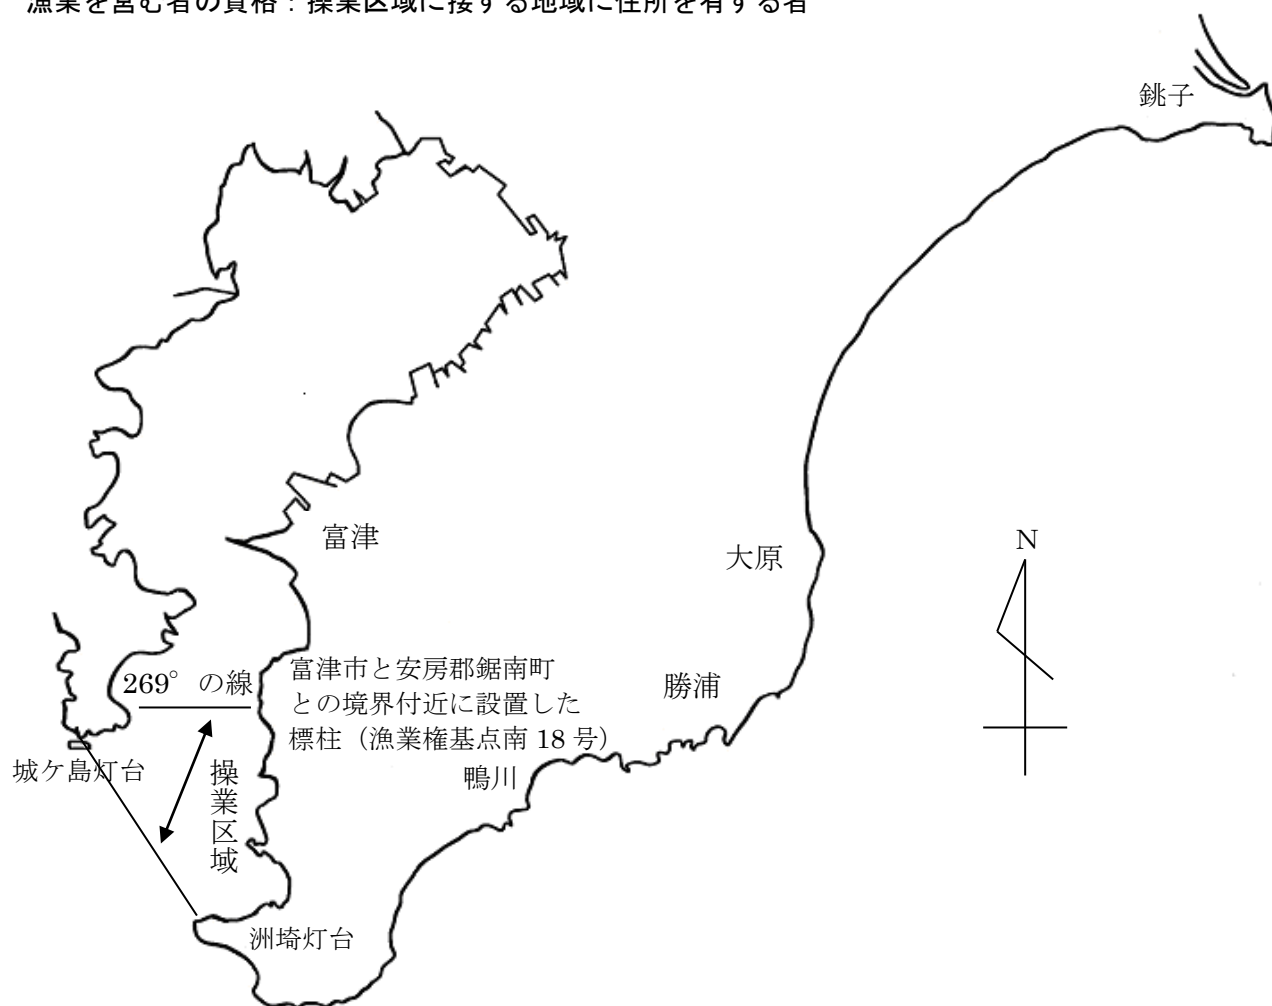 漁業を営む者の資格：操業区域に接する地域に住所を有する者
銚子
富津
大原
N
富津市と安房郡鋸南町
との境界付近に設置した
標柱（漁業権基点南 18 号）
269°の線
勝浦
城ケ島灯台
操業区域
鴨川
洲埼灯台